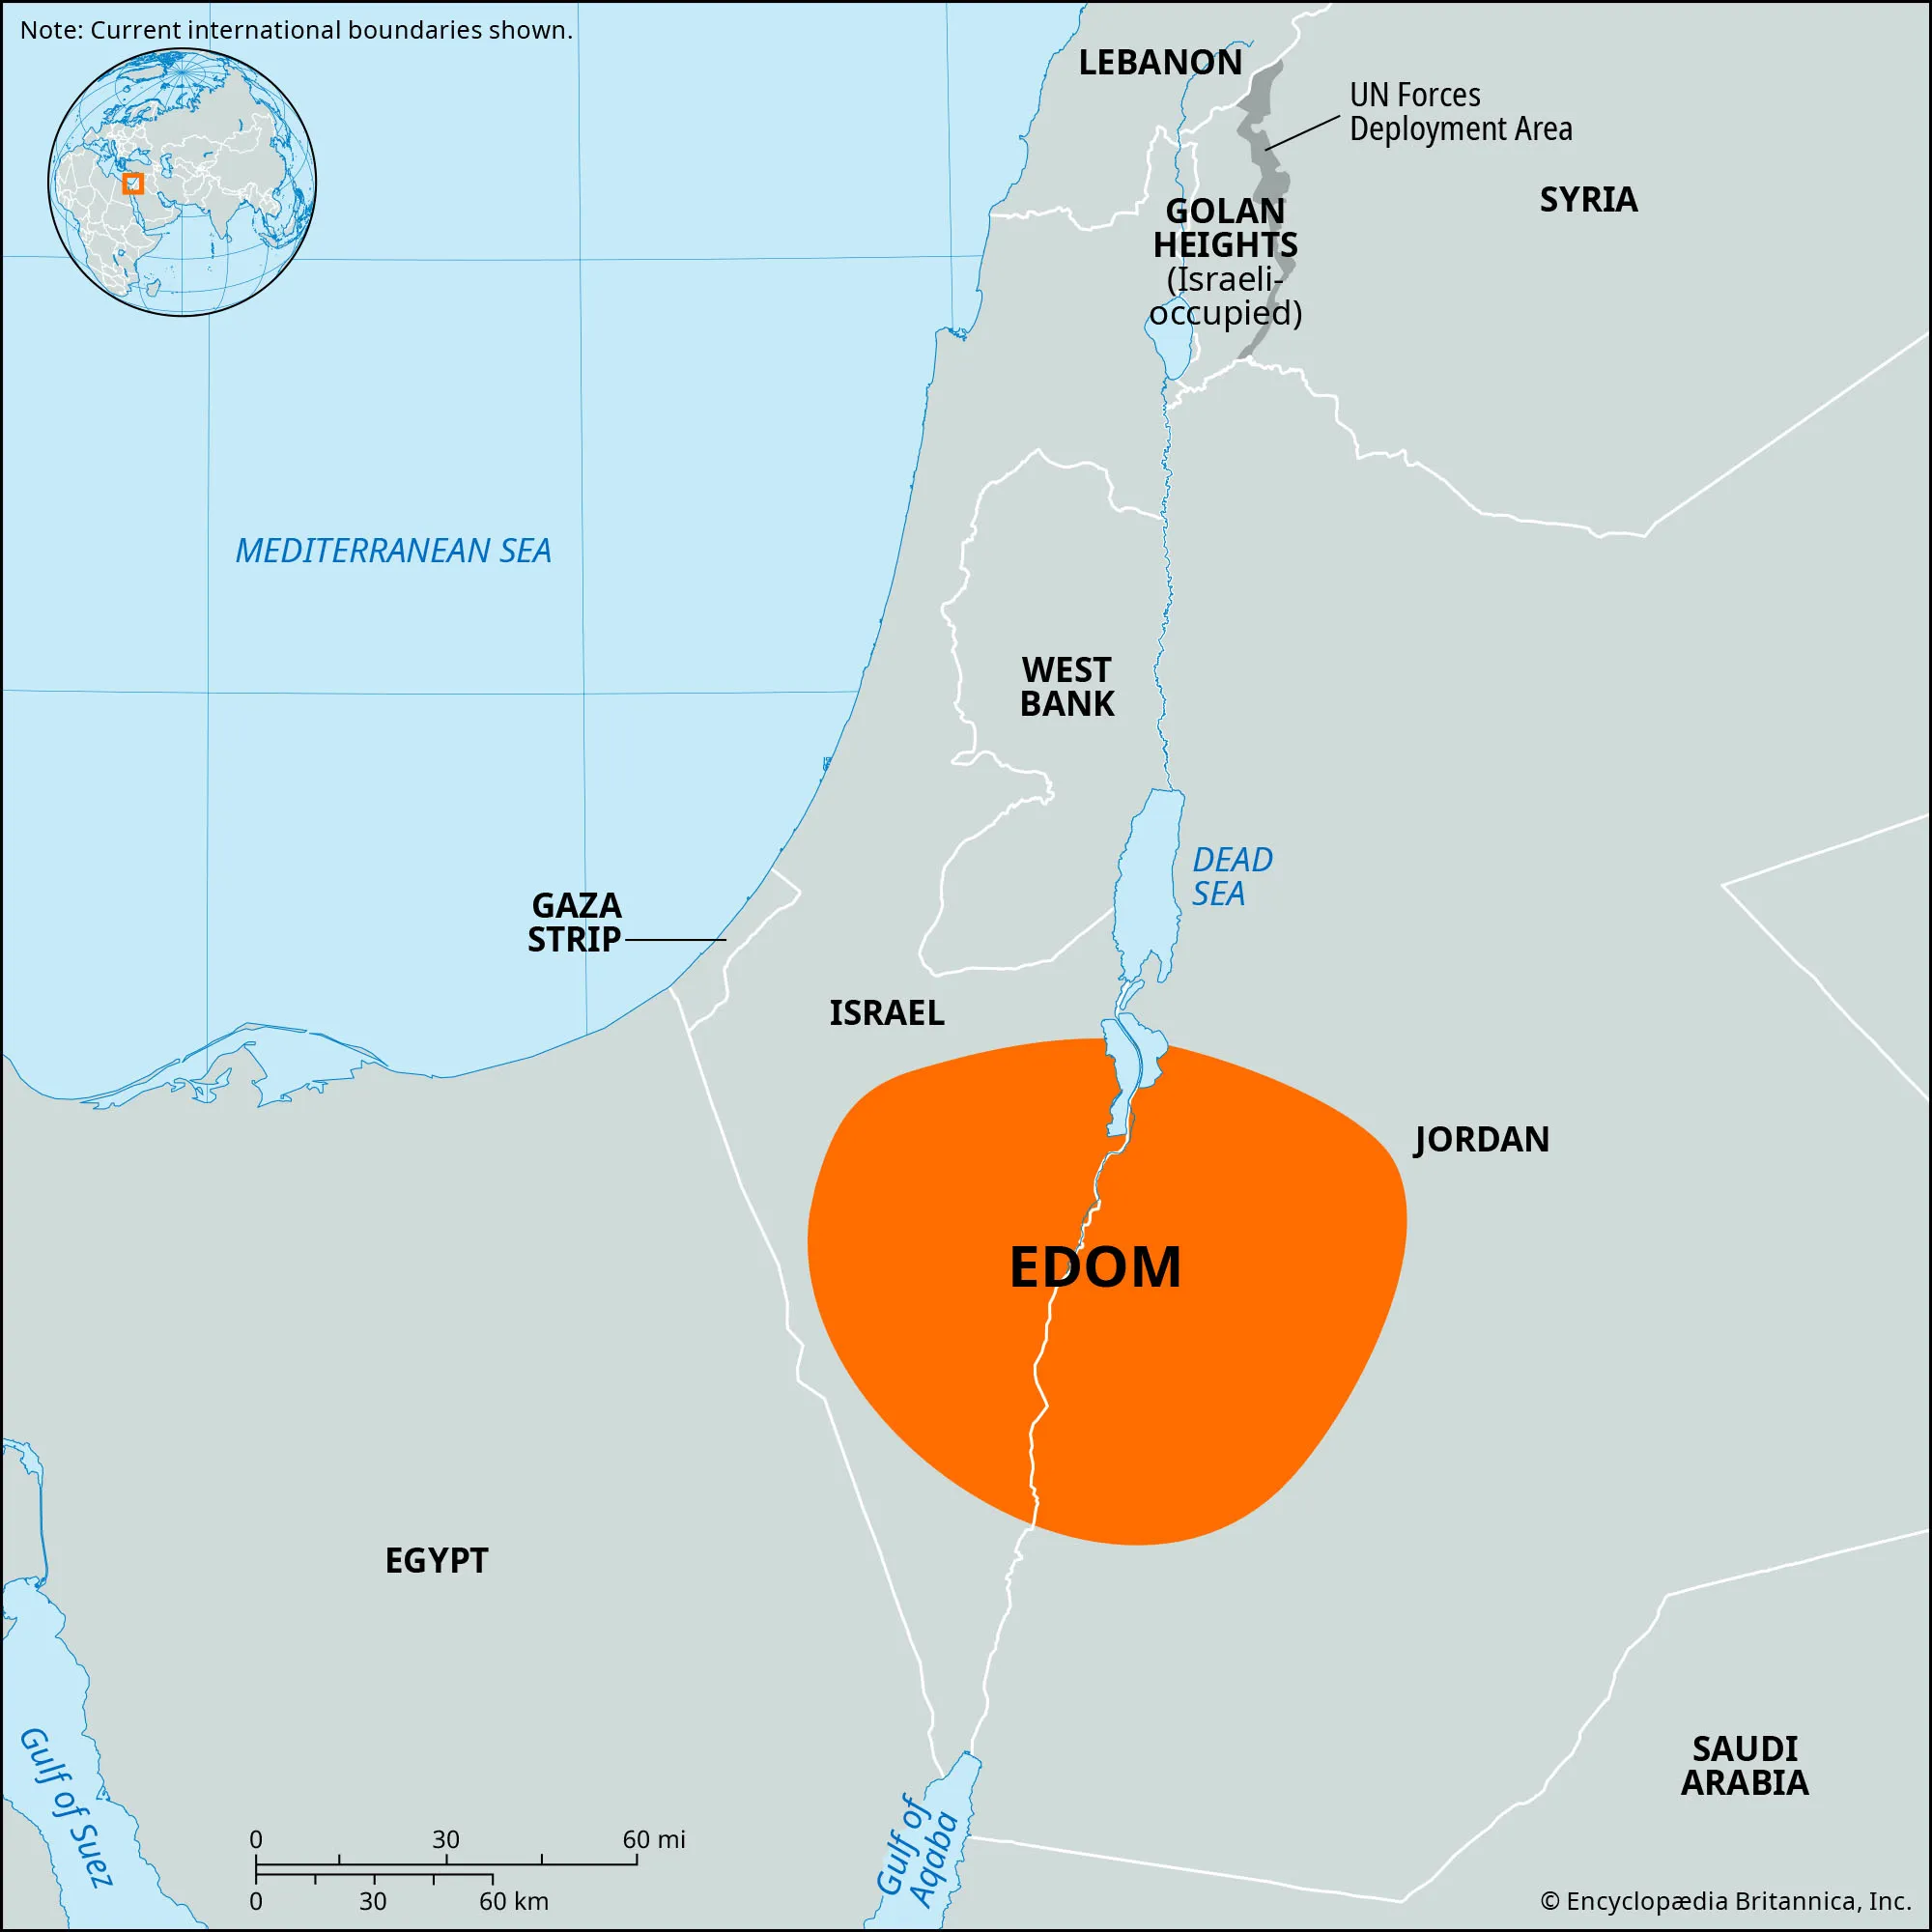 Note: Current international boundaries shown.
LEBANON
UN Forces
Deployment Area
SYRIA
GOLAN
HEIGHTS
(Israeli-
occupied)
MEDITERRANEAN SEA
WEST
BANK
DEAD
SEA
GAZA
STRIP
ISRAEL
JORDAN
EDOM
EGYPT
SAUDI
ARABIA
Gulf of Suez
Gulf of
Aqaba
0 30 60 mi
0 30 60 km
© Encyclopædia Britannica, Inc.